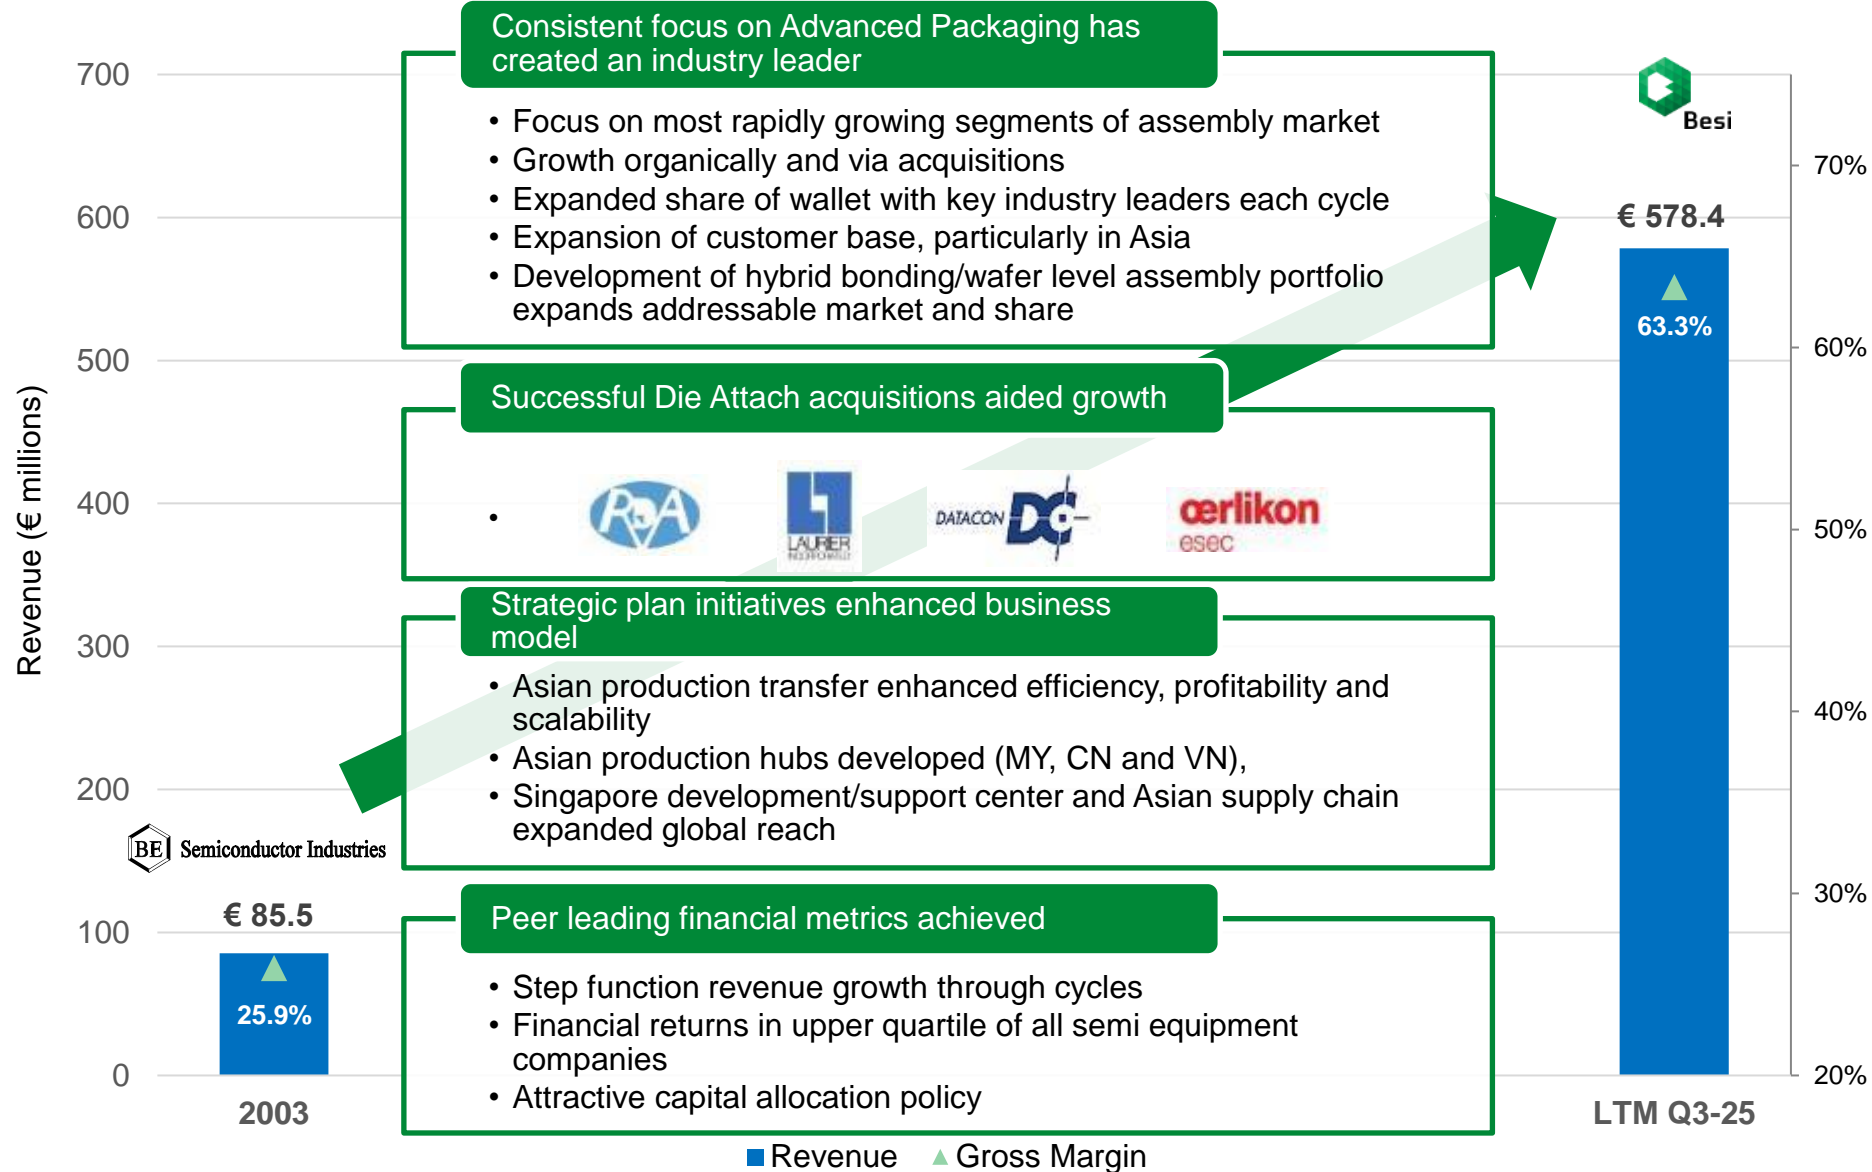 Consistent focus on Advanced Packaging has
created an industry leader
• Focus on most rapidly growing segments of assembly market
• Growth organically and via acquisitions
• Expanded share of wallet with key industry leaders each cycle
• Expansion of customer base, particularly in Asia
• Development of hybrid bonding/wafer level assembly portfolio
expands addressable market and share
Successful Die Attach acquisitions aided growth
•
RDA
LAURIER
INCORPORATED
DATACON DC
œrlikon
esec
Strategic plan initiatives enhanced business
model
• Asian production transfer enhanced efficiency, profitability and
scalability
• Asian production hubs developed (MY, CN and VN),
• Singapore development/support center and Asian supply chain
expanded global reach
Peer leading financial metrics achieved
• Step function revenue growth through cycles
• Financial returns in upper quartile of all semi equipment
companies
• Attractive capital allocation policy
Revenue (€ millions)
700
600
500
400
300
200
100
0
BE Semiconductor Industries
€ 85.5
25.9%
2003
Besi
€ 578.4
63.3%
LTM Q3-25
70%
60%
50%
40%
30%
20%
Revenue
Gross Margin